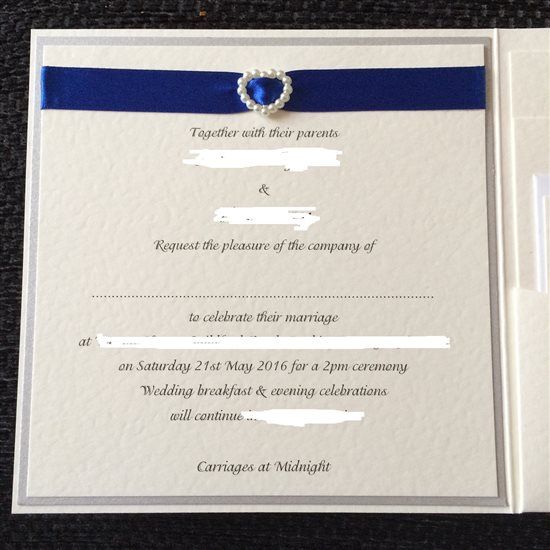 Together with their parents
&
Request the pleasure of the company of
to celebrate their marriage
at
on Saturday 21st May 2016 for a 2pm ceremony
Wedding breakfast & evening celebrations
will continue
Carriages at Midnight